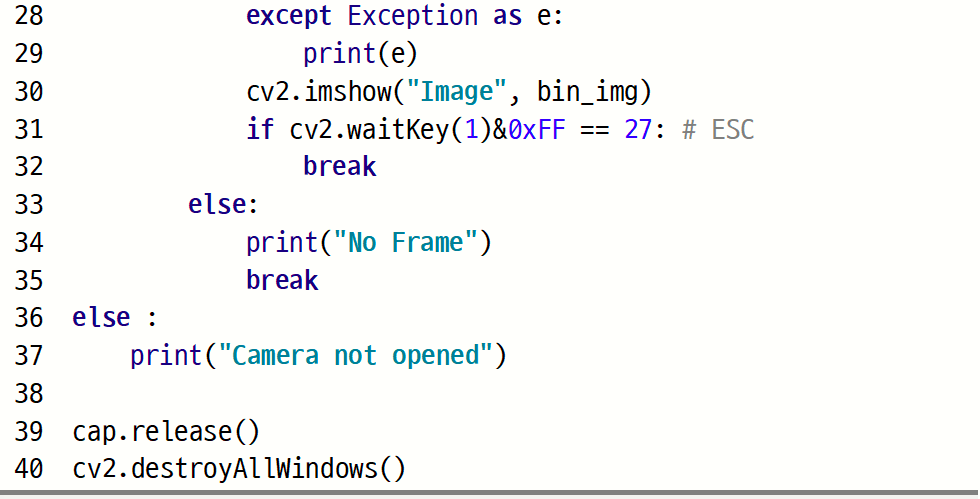 28 except Exception as e:
29 print(e)
30 cv2.imshow("Image", bin_img)
31 if cv2.waitKey(1)&0xFF == 27: # ESC
32 break
33 else:
34 print("No Frame")
35 break
36 else :
37 print("Camera not opened")
38
39 cap.release()
40 cv2.destroyAllWindows()